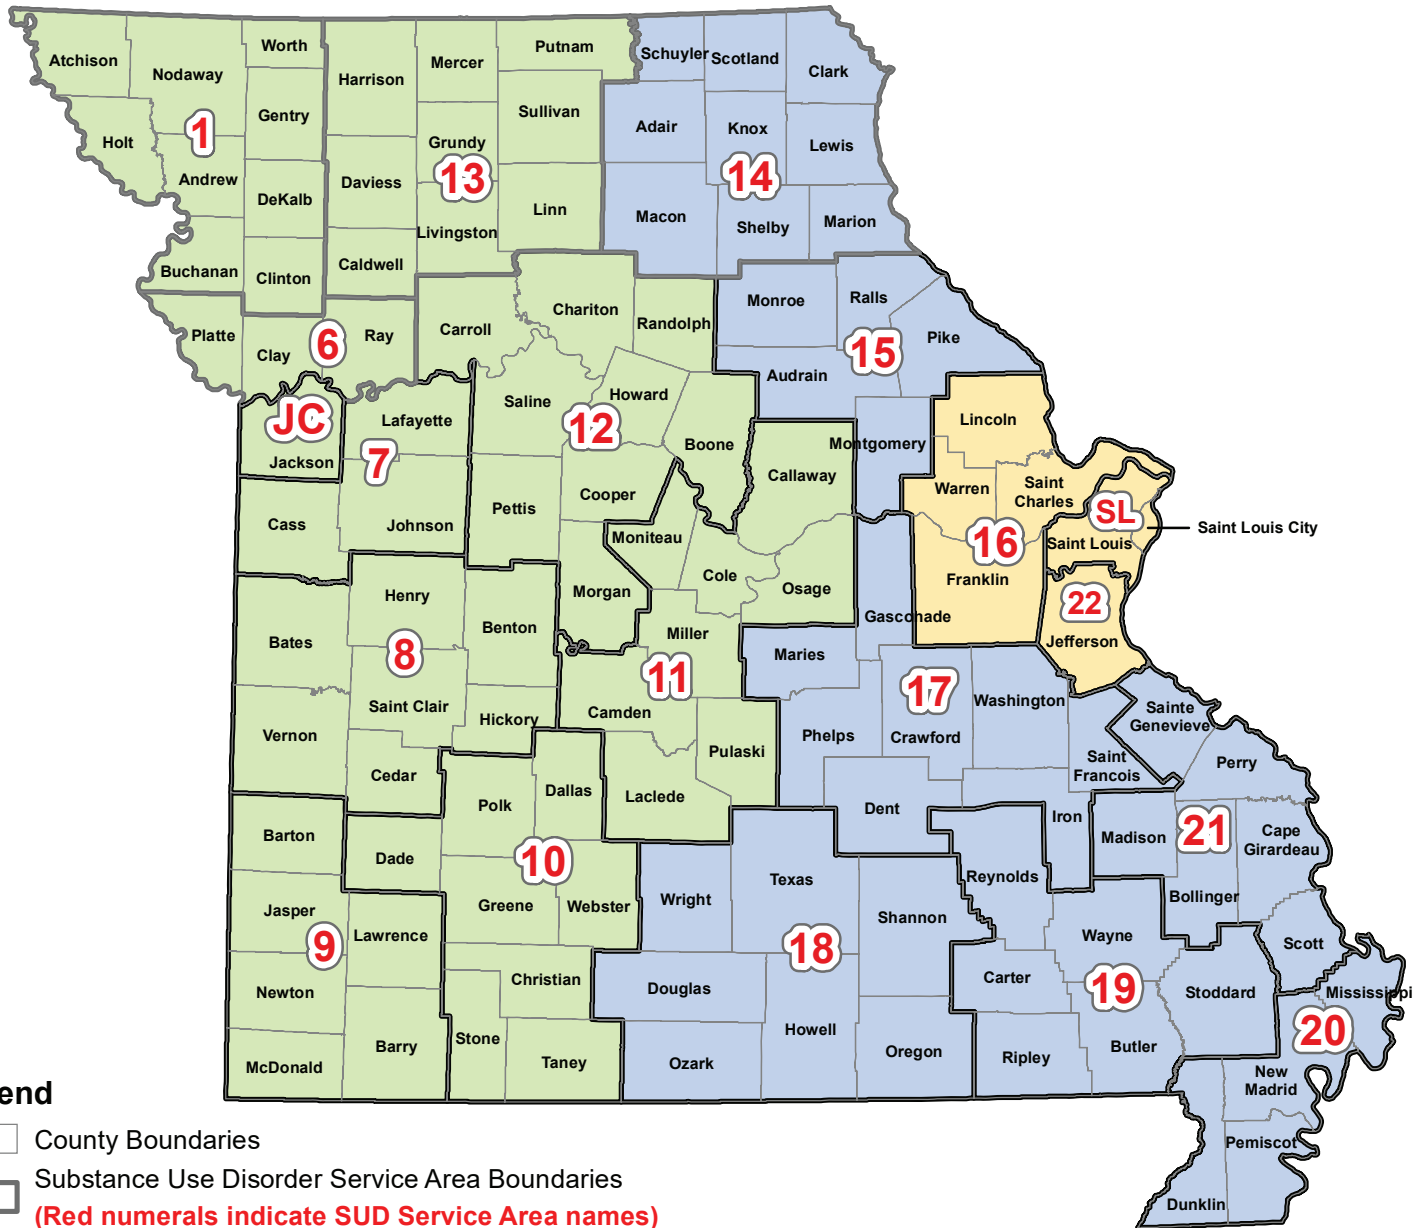 Atchison
Nodaway
Worth
Harrison
Mercer
Putnam
Schuyler
Scotland
Clark
Holt
1
Gentry
Grundy
13
Sullivan
Adair
Knox
14
Lewis
Andrew
DeKalb
Daviess
Livingston
Linn
Macon
Shelby
Marion
Buchanan
Clinton
Caldwell
Chariton
Randolph
Monroe
Ralls
Pike
Platte
Clay
6
Ray
Carroll
15
Audrain
JC
Jackson
Lafayette
7
Saline
12
Howard
Boone
Montgomery
Lincoln
Callaway
Warren
Saint
Charles
SL
Saint Louis City
Cass
Johnson
Pettis
Cooper
Moniteau
16
Saint Louis
Franklin
Henry
Benton
Morgan
Cole
Osage
Gasconade
22
Jefferson
Bates
8
Miller
11
Maries
17
Washington
Saint Clair
Hickory
Camden
Vernon
Cedar
Pulaski
Phelps
Crawford
Saint
Francois
Sainte
Genevieve
Perry
Polk
Dallas
Laclede
Dent
Iron
Madison
21
Cape
Girardeau
Barton
Dade
10
Texas
Reynolds
Jasper
9
Lawrence
Greene
Webster
Wright
18
Shannon
Bollinger
Wayne
Scott
Newton
Christian
Douglas
Carter
19
Stoddard
Mississippi
20
McDonald
Barry
Stone
Taney
Ozark
Howell
Oregon
Ripley
Butler
New
Madrid
Pemiscot
Dunklin
end
County Boundaries
Substance Use Disorder Service Area Boundaries
(Red numerals indicate SUD Service Area names)